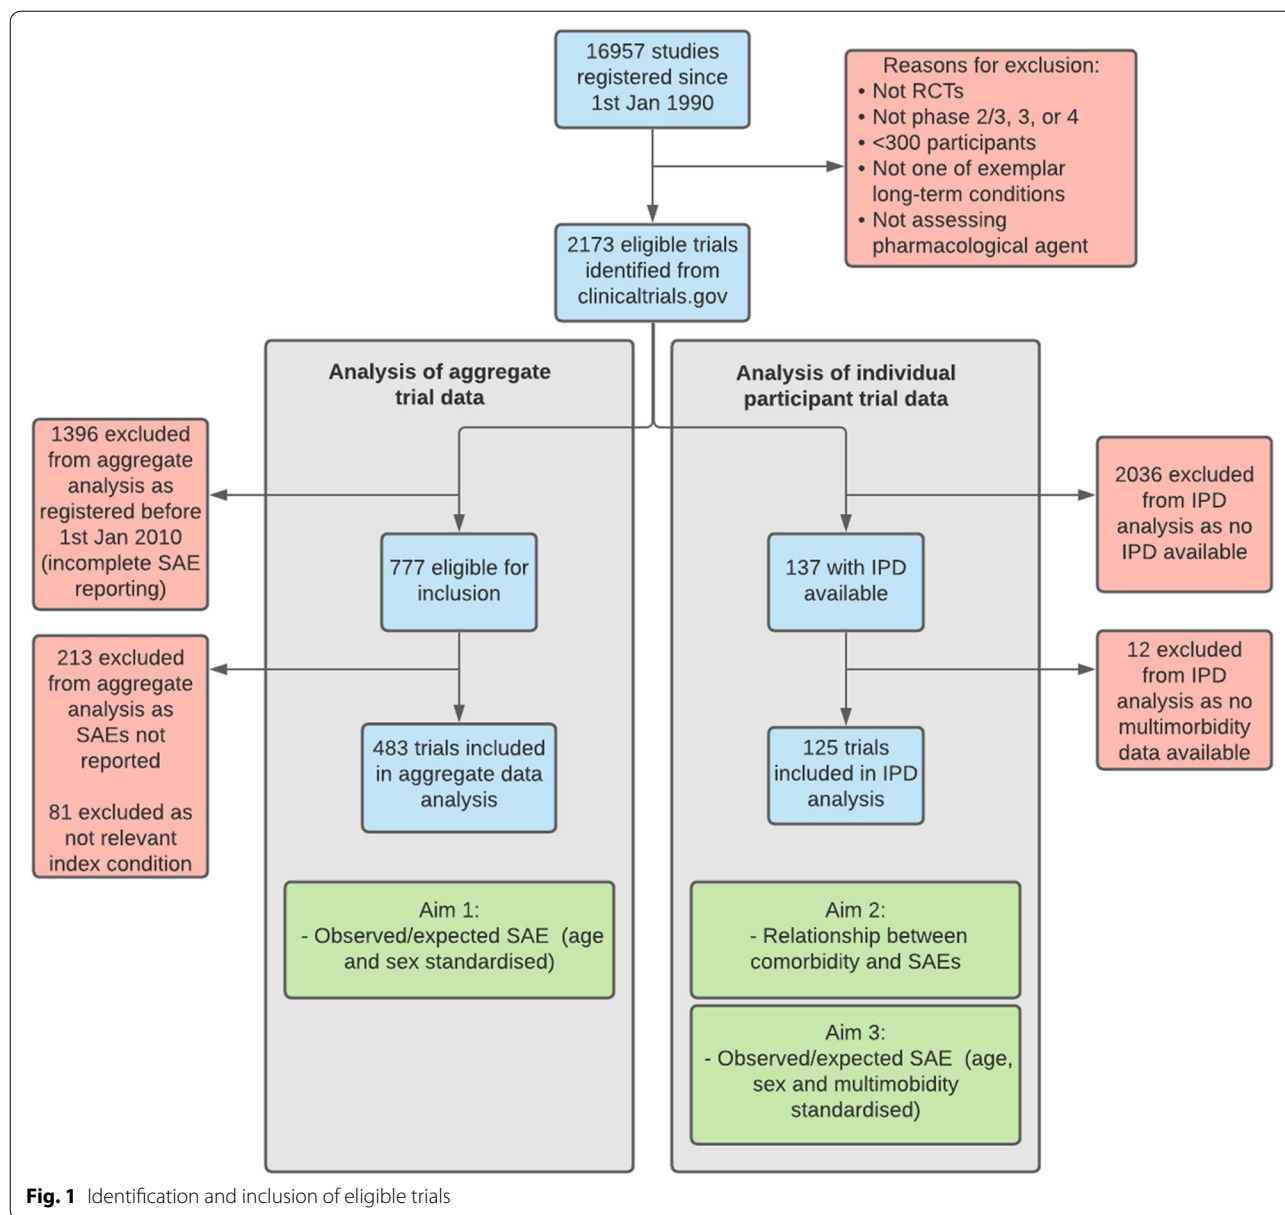 16957 studies
registered since
1st Jan 1990
Reasons for exclusion:
• Not RCTs
• Not phase 2/3, 3, or 4
• <300 participants
• Not one of exemplar
long-term conditions
• Not assessing
pharmacological agent
2173 eligible trials
identified from
clinicaltrials.gov
Analysis of aggregate
trial data
1396 excluded
from aggregate
analysis as
registered before
1st Jan 2010
(incomplete SAE
reporting)
777 eligible for
inclusion
213 excluded
from aggregate
analysis as
SAEs not
reported
81 excluded as
not relevant
index condition
483 trials included
in aggregate data
analysis
Aim 1:
- Observed/expected SAE (age
and sex standardised)
Analysis of individual
participant trial data
2036 excluded
from IPD
analysis as no
IPD available
137 with IPD
available
12 excluded
from IPD
analysis as no
multimorbidity
data available
125 trials
included in IPD
analysis
Aim 2:
- Relationship between
comorbidity and SAEs
Aim 3:
- Observed/expected SAE (age,
sex and multimobidity
standardised)
Fig. 1 Identification and inclusion of eligible trials